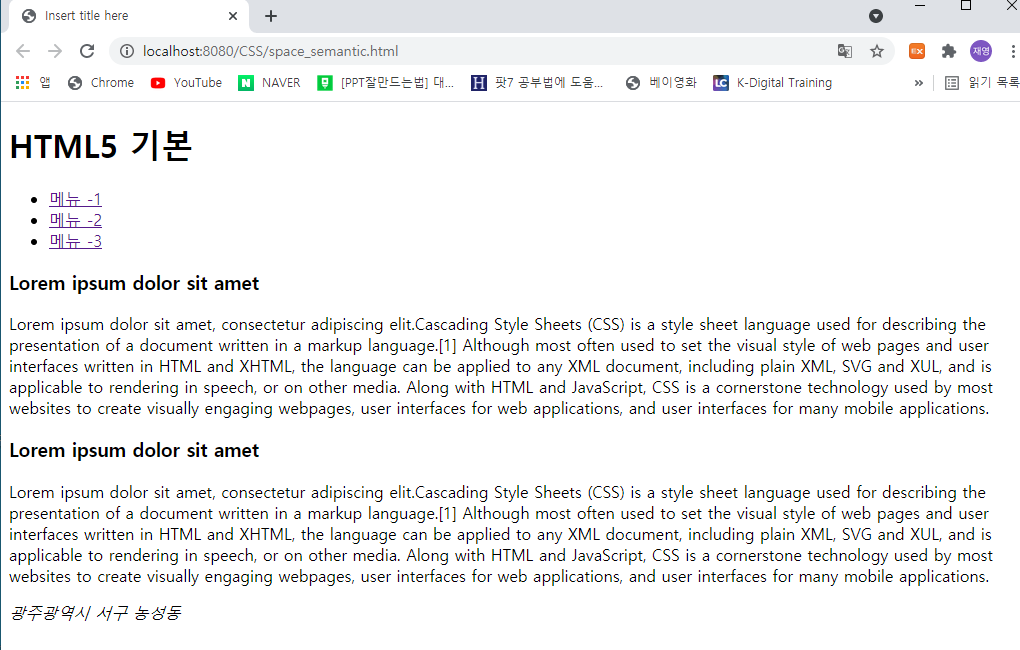 Insert title here
localhost:8080/CSS/space_semantic.html
재영
앱 Chrome YouTube NAVER [PPT잘만드는법] 대... 팟7 공부법에 도움... 베이영화 K-Digital Training » 읽기 목록
HTML5 기본
메뉴 -1
메뉴 -2
메뉴 -3
Lorem ipsum dolor sit amet
Lorem ipsum dolor sit amet, consectetur adipiscing elit.Cascading Style Sheets (CSS) is a style sheet language used for describing the
presentation of a document written in a markup language.[1] Although most often used to set the visual style of web pages and user
interfaces written in HTML and XHTML, the language can be applied to any XML document, including plain XML, SVG and XUL, and is
applicable to rendering in speech, or on other media. Along with HTML and JavaScript, CSS is a cornerstone technology used by most
websites to create visually engaging webpages, user interfaces for web applications, and user interfaces for many mobile applications.
Lorem ipsum dolor sit amet
Lorem ipsum dolor sit amet, consectetur adipiscing elit.Cascading Style Sheets (CSS) is a style sheet language used for describing the
presentation of a document written in a markup language.[1] Although most often used to set the visual style of web pages and user
interfaces written in HTML and XHTML, the language can be applied to any XML document, including plain XML, SVG and XUL, and is
applicable to rendering in speech, or on other media. Along with HTML and JavaScript, CSS is a cornerstone technology used by most
websites to create visually engaging webpages, user interfaces for web applications, and user interfaces for many mobile applications.
광주광역시 서구 농성동